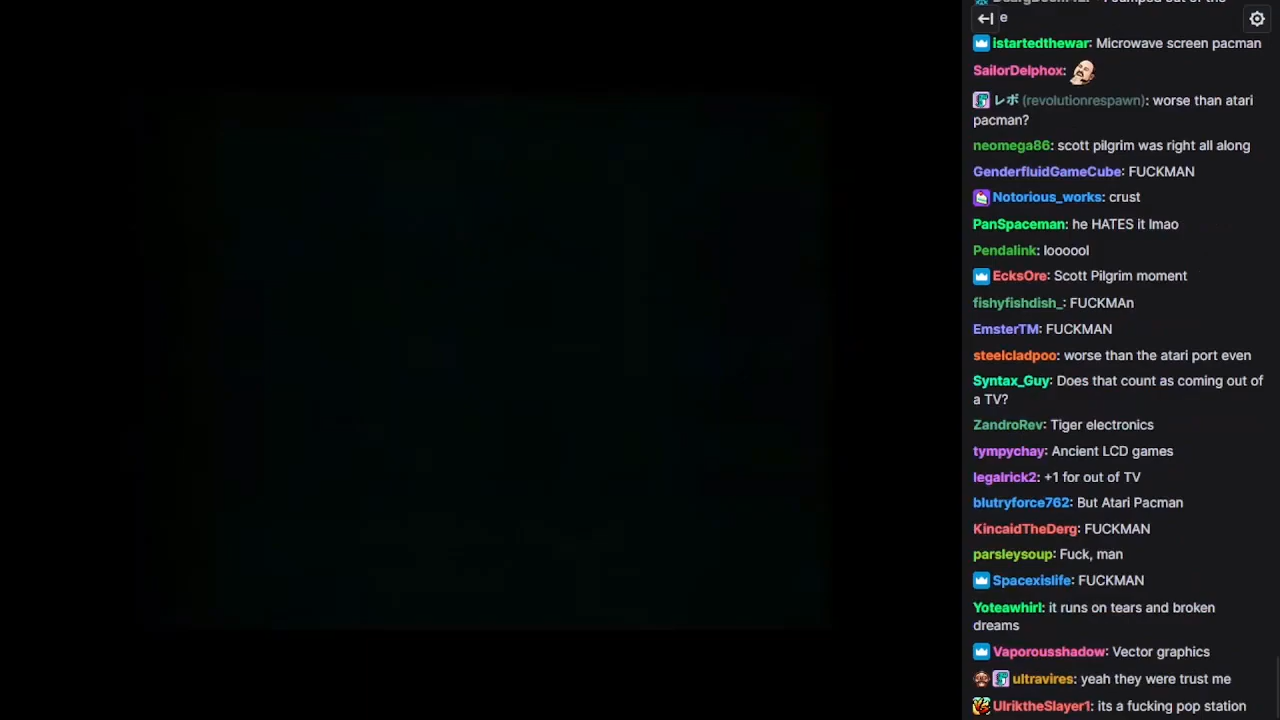 e
istartedthewar: Microwave screen pacman
SailorDelphox:
レボ (revolutionrespawn): worse than atari
pacman?
neomega86: scott pilgrim was right all along
GenderfluidGameCube: FUCKMAN
Notorious_works: crust
PanSpaceman: he HATES it lmao
Pendalink: loooool
EcksOre: Scott Pilgrim moment
fishyfishdish_: FUCKMAn
EmsterTM: FUCKMAN
steelcladpoo: worse than the atari port even
Syntax_Guy: Does that count as coming out of
a TV?
ZandroRev: Tiger electronics
tympychay: Ancient LCD games
legalrick2: +1 for out of TV
blutryforce762: But Atari Pacman
KincaidTheDerg: FUCKMAN
parsleysoup: Fuck, man
Spacexislife: FUCKMAN
Yoteawhirl: it runs on tears and broken
dreams
Vaporousshadow: Vector graphics
ultravires: yeah they were trust me
UlriktheSlayer1: its a fucking pop station